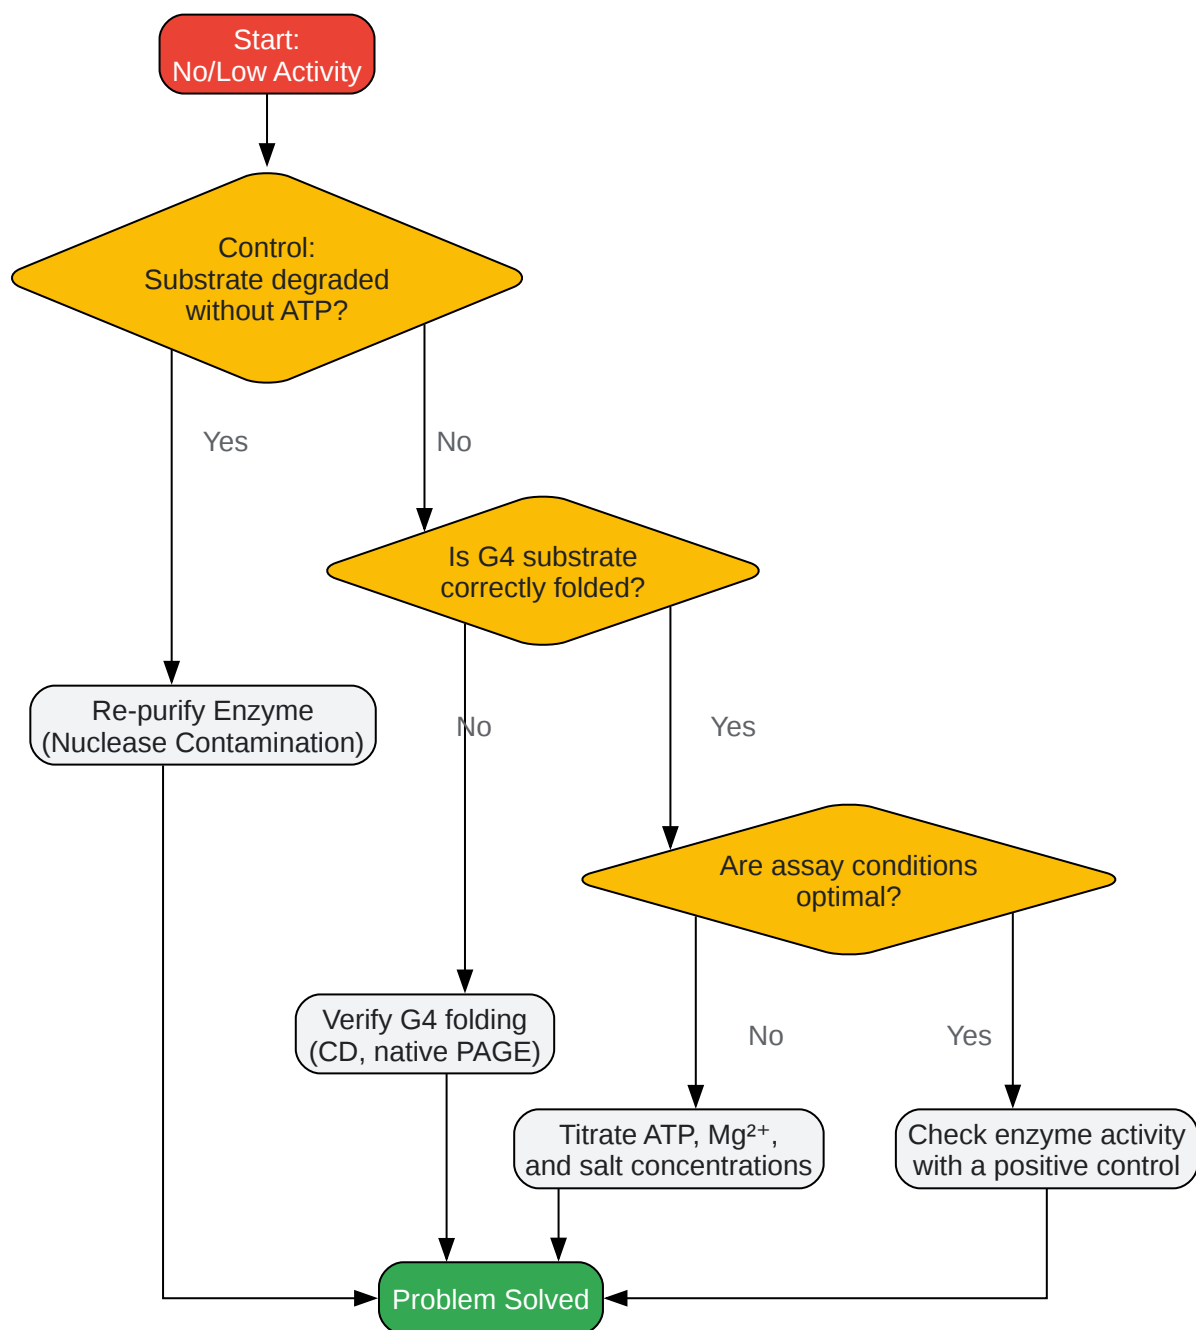 Start:
No/Low Activity
Control:
Substrate degraded
without ATP?
Yes
No
Is G4 substrate
correctly folded?
Re-purify Enzyme
(Nuclease Contamination)
No
Yes
Are assay conditions
optimal?
Verify G4 folding
(CD, native PAGE)
No
Yes
Titrate ATP, Mg²⁺,
and salt concentrations
Check enzyme activity
with a positive control
Problem Solved